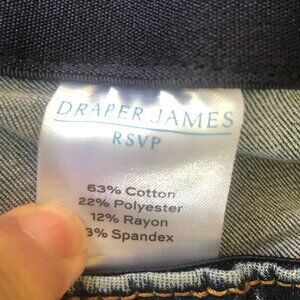 DRAPER JAMES
RSVP
63% Cotton
22% Polyester
12% Rayon
3% Spandex